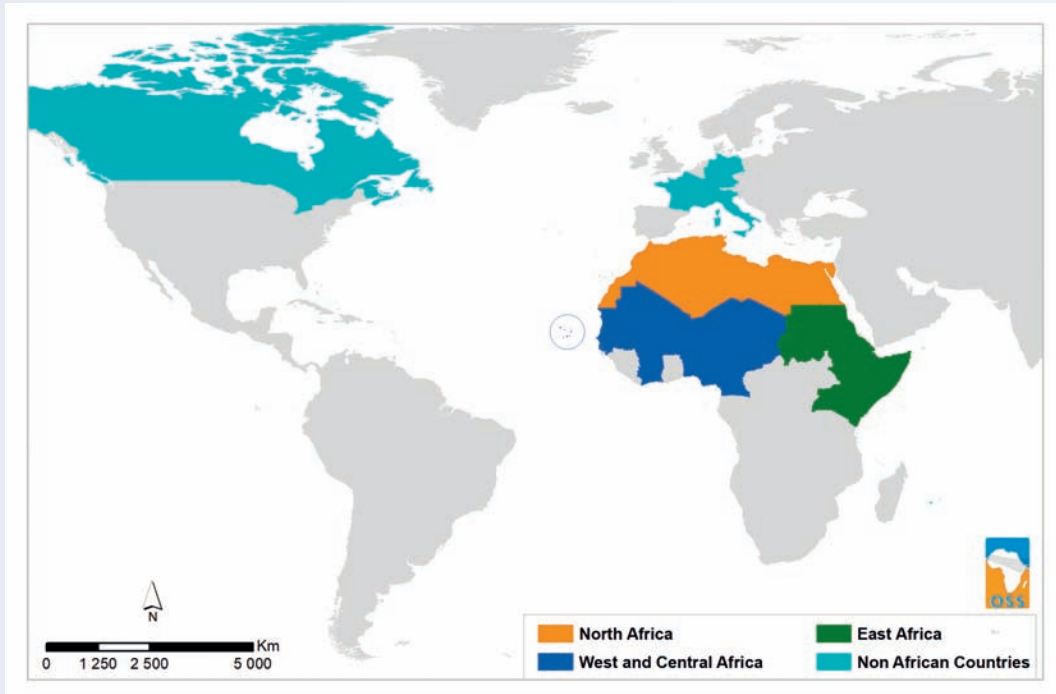 N
Km
0 1 250 2 500 5 000
OSS
North Africa
East Africa
West and Central Africa
Non African Countries